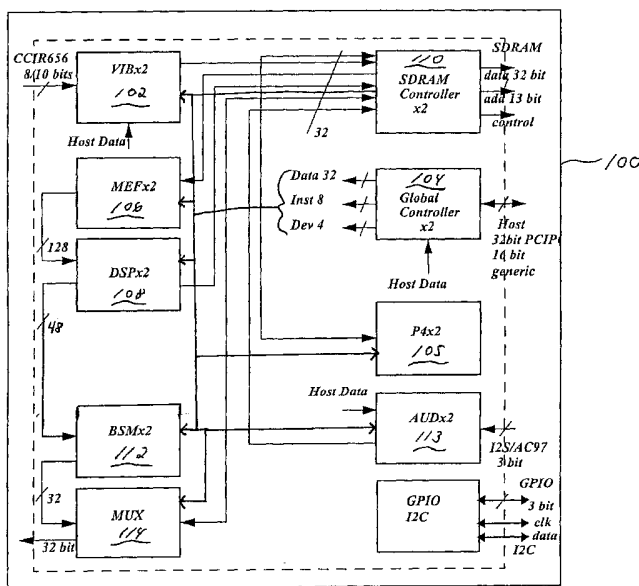 CCIR656
8/10 bits
VIBx2
102
Host Data
MEFx2
106
128
DSPx2
108
48
BSMx2
112
32
MUX
114
32 bit
32
110
SDRAM
Controller
x2
SDRAM
data 32 bit
add 13 bit
control
100
Data 32
Inst 8
Dev 4
104
Global
Controller
x2
Host
32bit PCIP
16 bit
generic
Host Data
P4x2
105
Host Data
AUDx2
113
I2S/AC97
3 bit
GPIO
I2C
GPIO
3 bit
clk
data
I2C